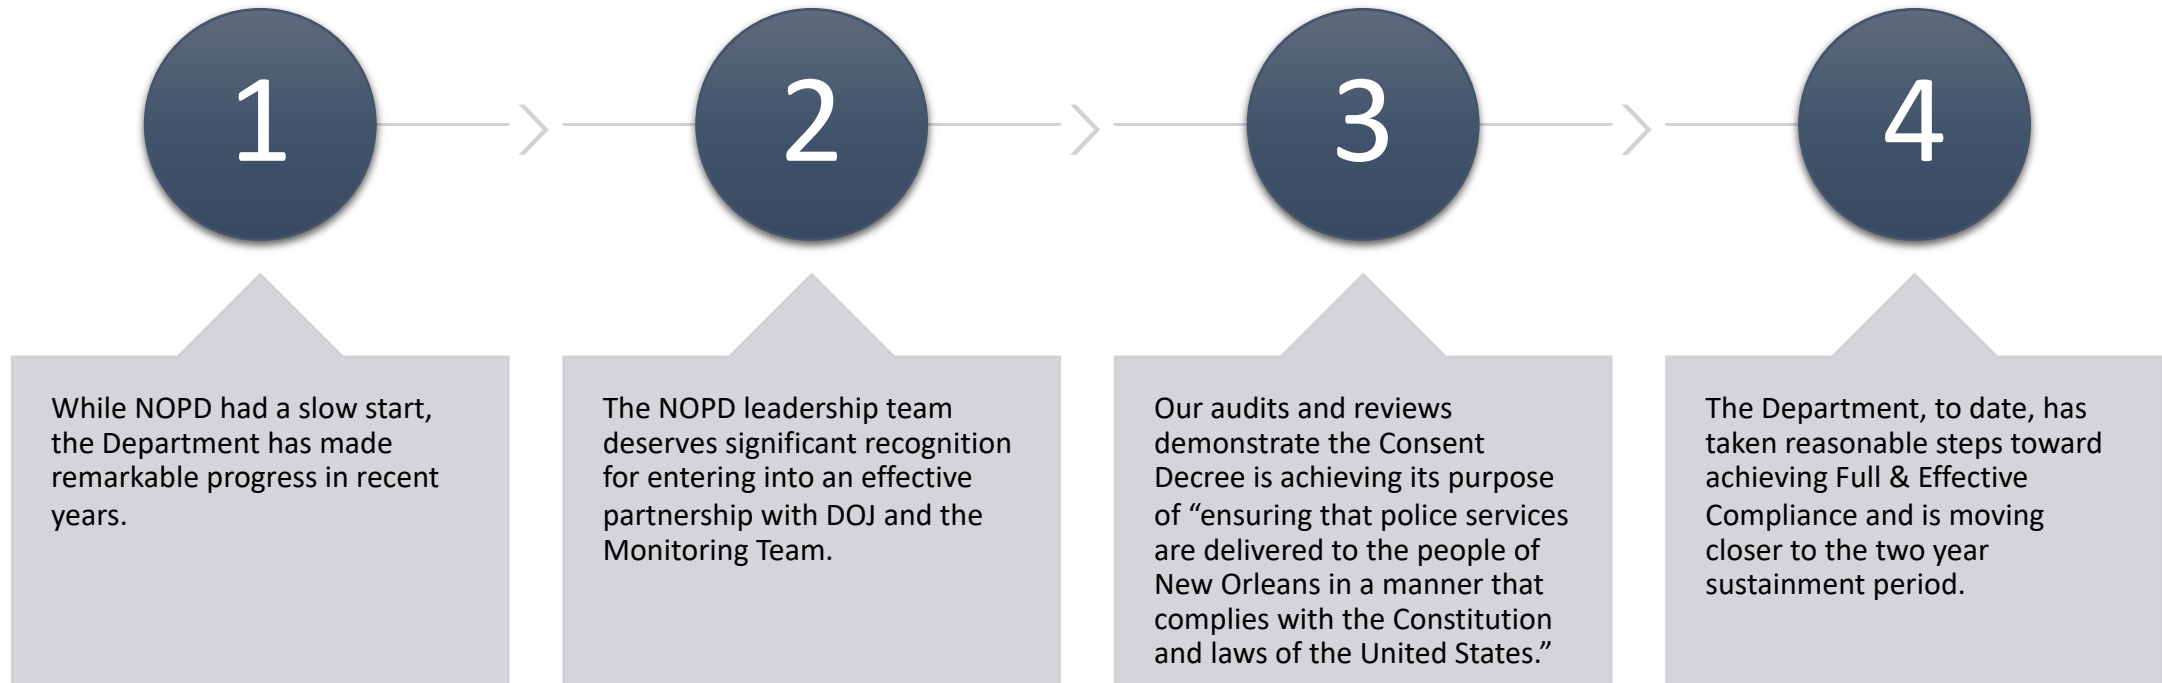 1
2
3
4
While NOPD had a slow start,
the Department has made
remarkable progress in recent
years.
The NOPD leadership team
deserves significant recognition
for entering into an effective
partnership with DOJ and the
Monitoring Team.
Our audits and reviews
demonstrate the Consent
Decree is achieving its purpose
of “ensuring that police services
are delivered to the people of
New Orleans in a manner that
complies with the Constitution
and laws of the United States.”
The Department, to date, has
taken reasonable steps toward
achieving Full & Effective
Compliance and is moving
closer to the two year
sustainment period.